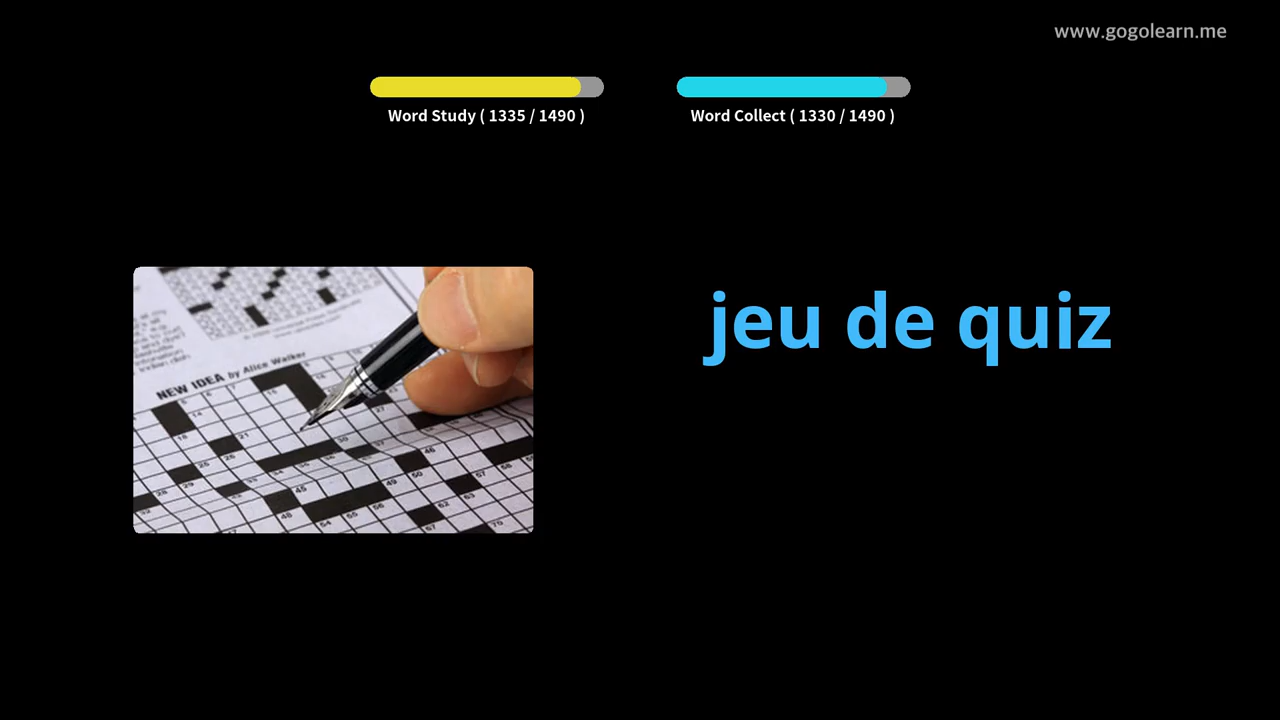 www.gogolearn.me
Word Study ( 1335 / 1490 )
Word Collect ( 1330 / 1490 )
jeu de quiz
NEW IDEA by Alice Walker